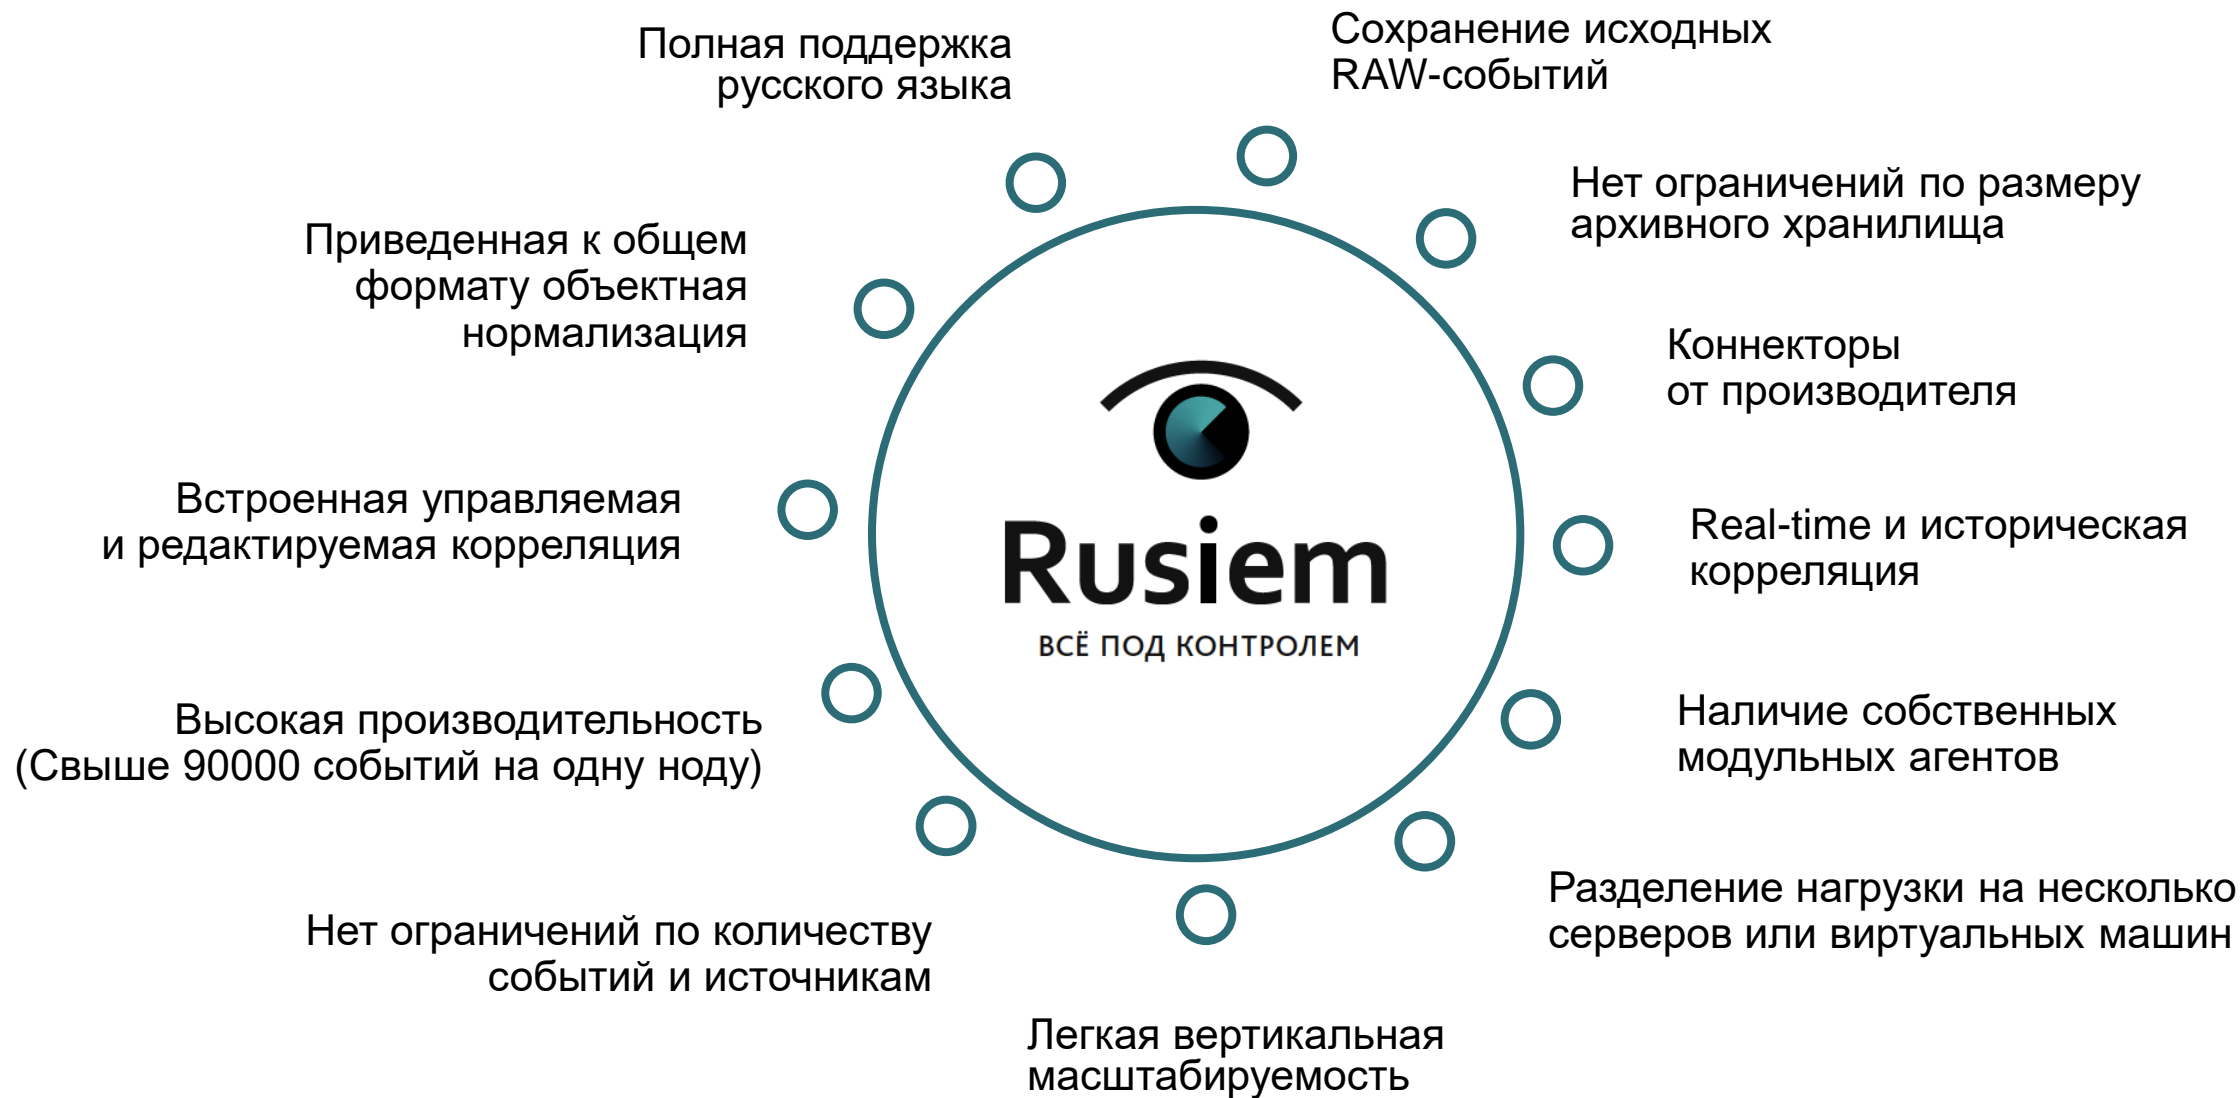 Полная поддержка
русского языка
Сохранение исходных
RAW-событий
Нет ограничений по размеру
архивного хранилища
Приведенная к общем
формату объектная
нормализация
Коннекторы
от производителя
Встроенная управляемая
и редактируемая корреляция
Rusiem
ВСЁ ПОД КОНТРОЛЕМ
Real-time и историческая
корреляция
Высокая производительность
(Свыше 90000 событий на одну ноду)
Наличие собственных
модульных агентов
Нет ограничений по количеству
событий и источникам
Разделение нагрузки на несколько
серверов или виртуальных машин
Легкая вертикальная
масштабируемость